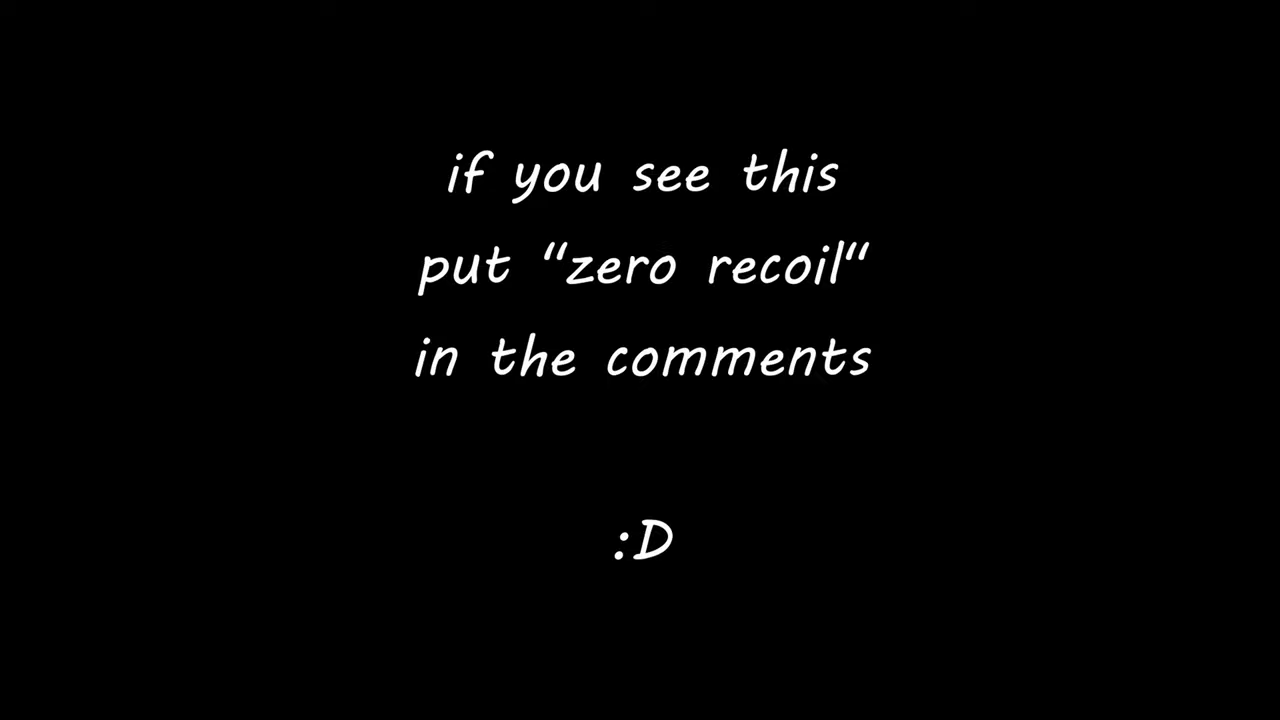 if you see this
put “zero recoil“
in the comments
:D